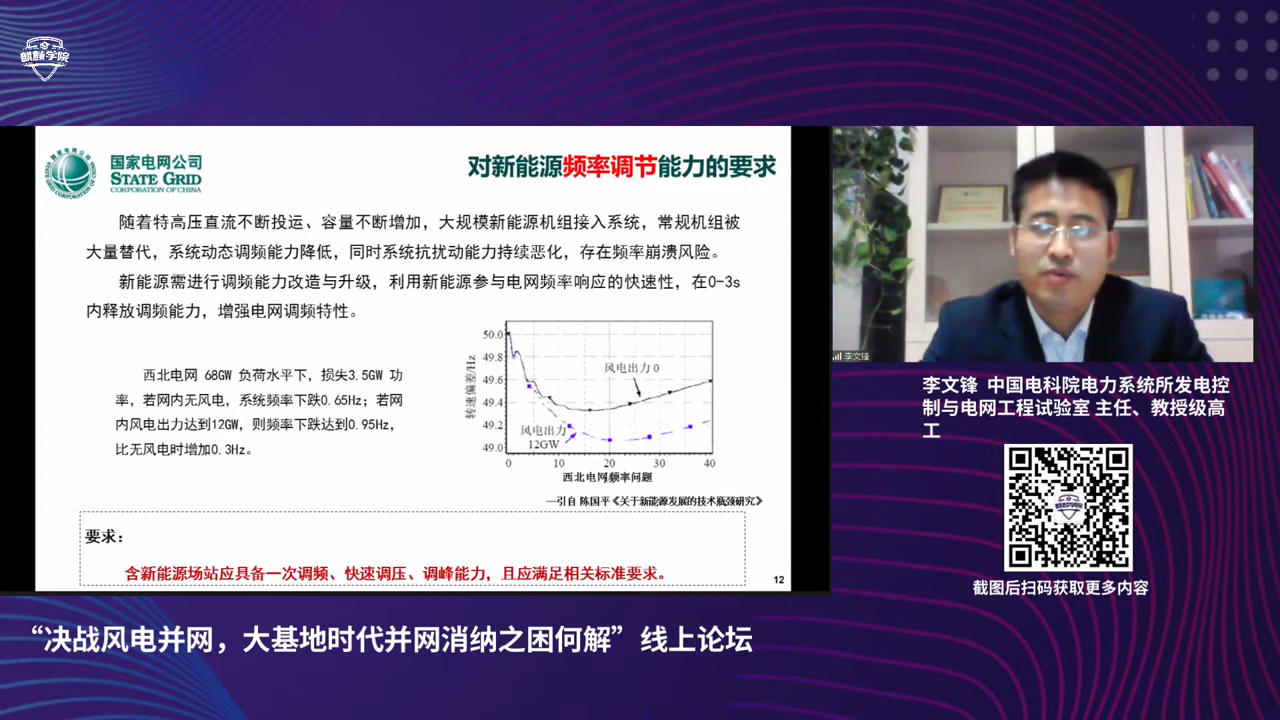 麒麟学院
国家电网公司
STATE GRID
CORPORATION OF CHINA
对新能源频率调节能力的要求
随着特高压直流不断投运、容量不断增加，大规模新能源机组接入系统，常规机组被
大量替代，系统动态调频能力降低，同时系统抗扰动能力持续恶化，存在频率崩溃风险。
新能源需进行调频能力改造与升级，利用新能源参与电网频率响应的快速性，在0-3s
内释放调频能力，增强电网调频特性。
西北电网 68GW 负荷水平下，损失3.5GW 功
率，若网内无风电，系统频率下跌0.65Hz；若网
内风电出力达到12GW，则频率下跌达到0.95Hz，
比无风电时增加0.3Hz。
转速偏差/Hz
50.0
49.8
49.6
49.4
49.2
49.0
风电出力 0
风电出力
12GW
0 10 20 30 40
西北电网频率问题
—引自 陈国平《关于新能源发展的技术瓶颈研究》
要求：
含新能源场站应具备一次调频、快速调压、调峰能力，且应满足相关标准要求。
12
李文锋
李文锋 中国电科院电力系统所发电控
制与电网工程试验室 主任、教授级高
工
截图后扫码获取更多内容
“决战风电并网，大基地时代并网消纳之困何解”线上论坛